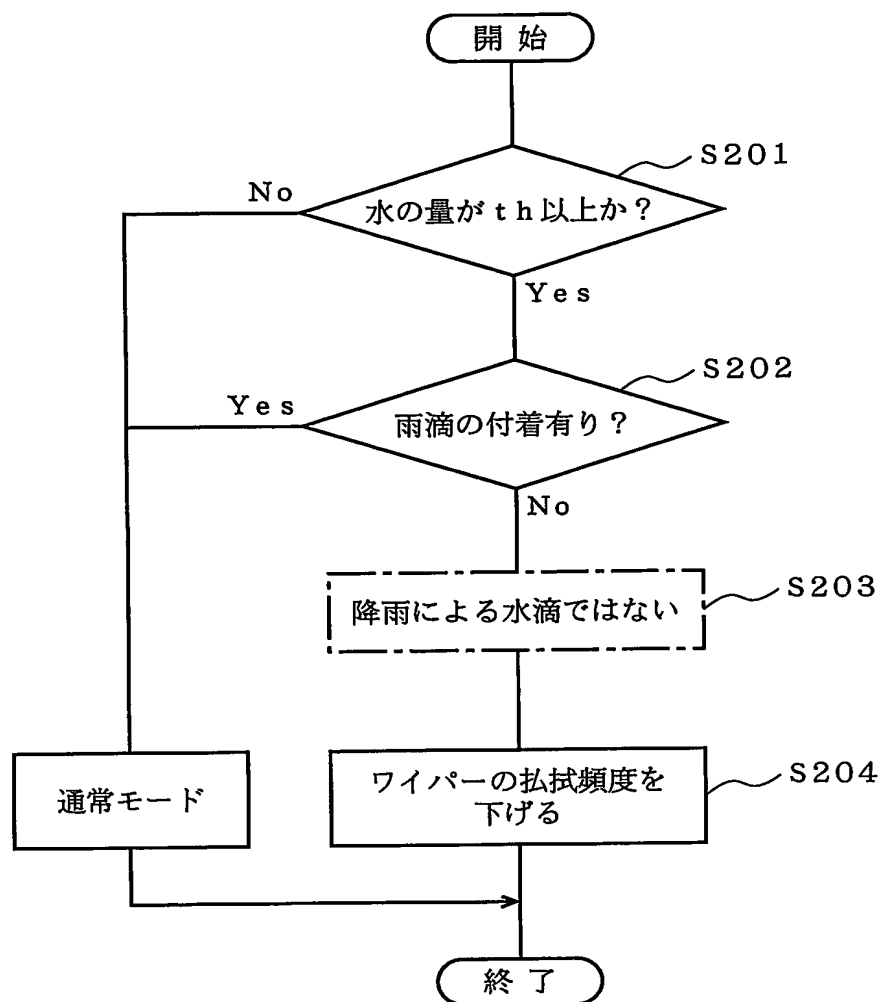 開始
S201
No
水の量がth以上か？
Yes
S202
Yes
雨滴の付着有り？
No
S203
降雨による水滴ではない
S204
通常モード
ワイパーの払拭頻度を
下げる
終了